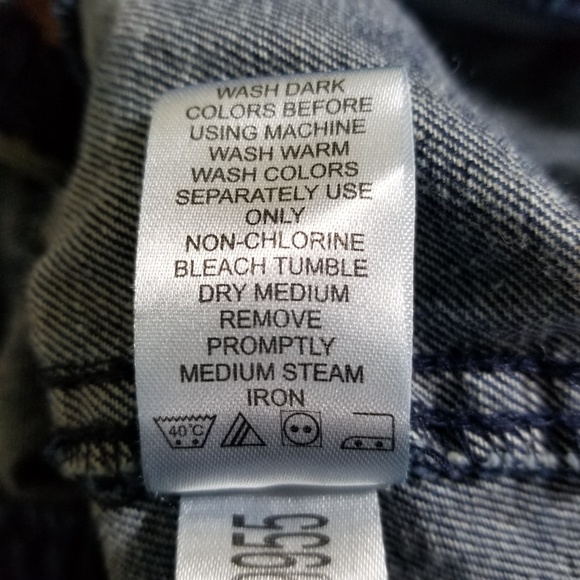 WASH DARK
COLORS BEFORE
USING MACHINE
WASH WARM
WASH COLORS
SEPARATELY USE
ONLY
NON-CHLORINE
BLEACH TUMBLE
DRY MEDIUM
REMOVE
PROMPTLY
MEDIUM STEAM
IRON
40°C
955